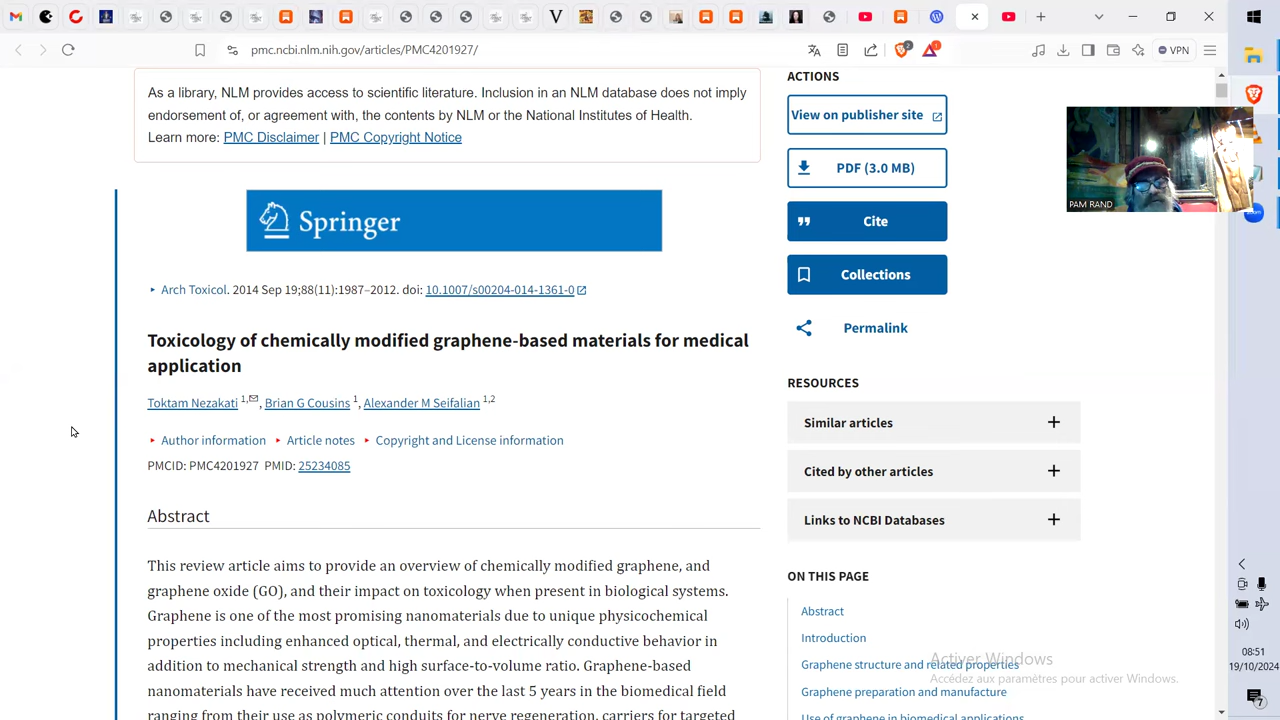 pmc.ncbi.nlm.nih.gov/articles/PMC4201927/
2
1
VPN
As a library, NLM provides access to scientific literature. Inclusion in an NLM database does not imply
endorsement of, or agreement with, the contents by NLM or the National Institutes of Health.
Learn more: PMC Disclaimer | PMC Copyright Notice
Springer
Arch Toxicol. 2014 Sep 19;88(11):1987–2012. doi: 10.1007/s00204-014-1361-0
Toxicology of chemically modified graphene-based materials for medical
application
Toktam Nezakati 1,✉, Brian G Cousins 1, Alexander M Seifalian 1,2
Author information Article notes Copyright and License information
PMCID: PMC4201927 PMID: 25234085
Abstract
This review article aims to provide an overview of chemically modified graphene, and
graphene oxide (GO), and their impact on toxicology when present in biological systems.
Graphene is one of the most promising nanomaterials due to unique physicochemical
properties including enhanced optical, thermal, and electrically conductive behavior in
addition to mechanical strength and high surface-to-volume ratio. Graphene-based
nanomaterials have received much attention over the last 5 years in the biomedical field
ranging from their use as polymeric conduits for nerve regeneration, carriers for targeted
ACTIONS
View on publisher site
PDF (3.0 MB)
Cite
Collections
Permalink
RESOURCES
Similar articles
Cited by other articles
Links to NCBI Databases
ON THIS PAGE
Abstract
Introduction
Graphene structure and related properties
Graphene preparation and manufacture
Use of graphene in biomedical applications
Activer Windows
Accédez aux paramètres pour activer Windows.
PAM RAND
zoom
08:51
19/10/2024
7